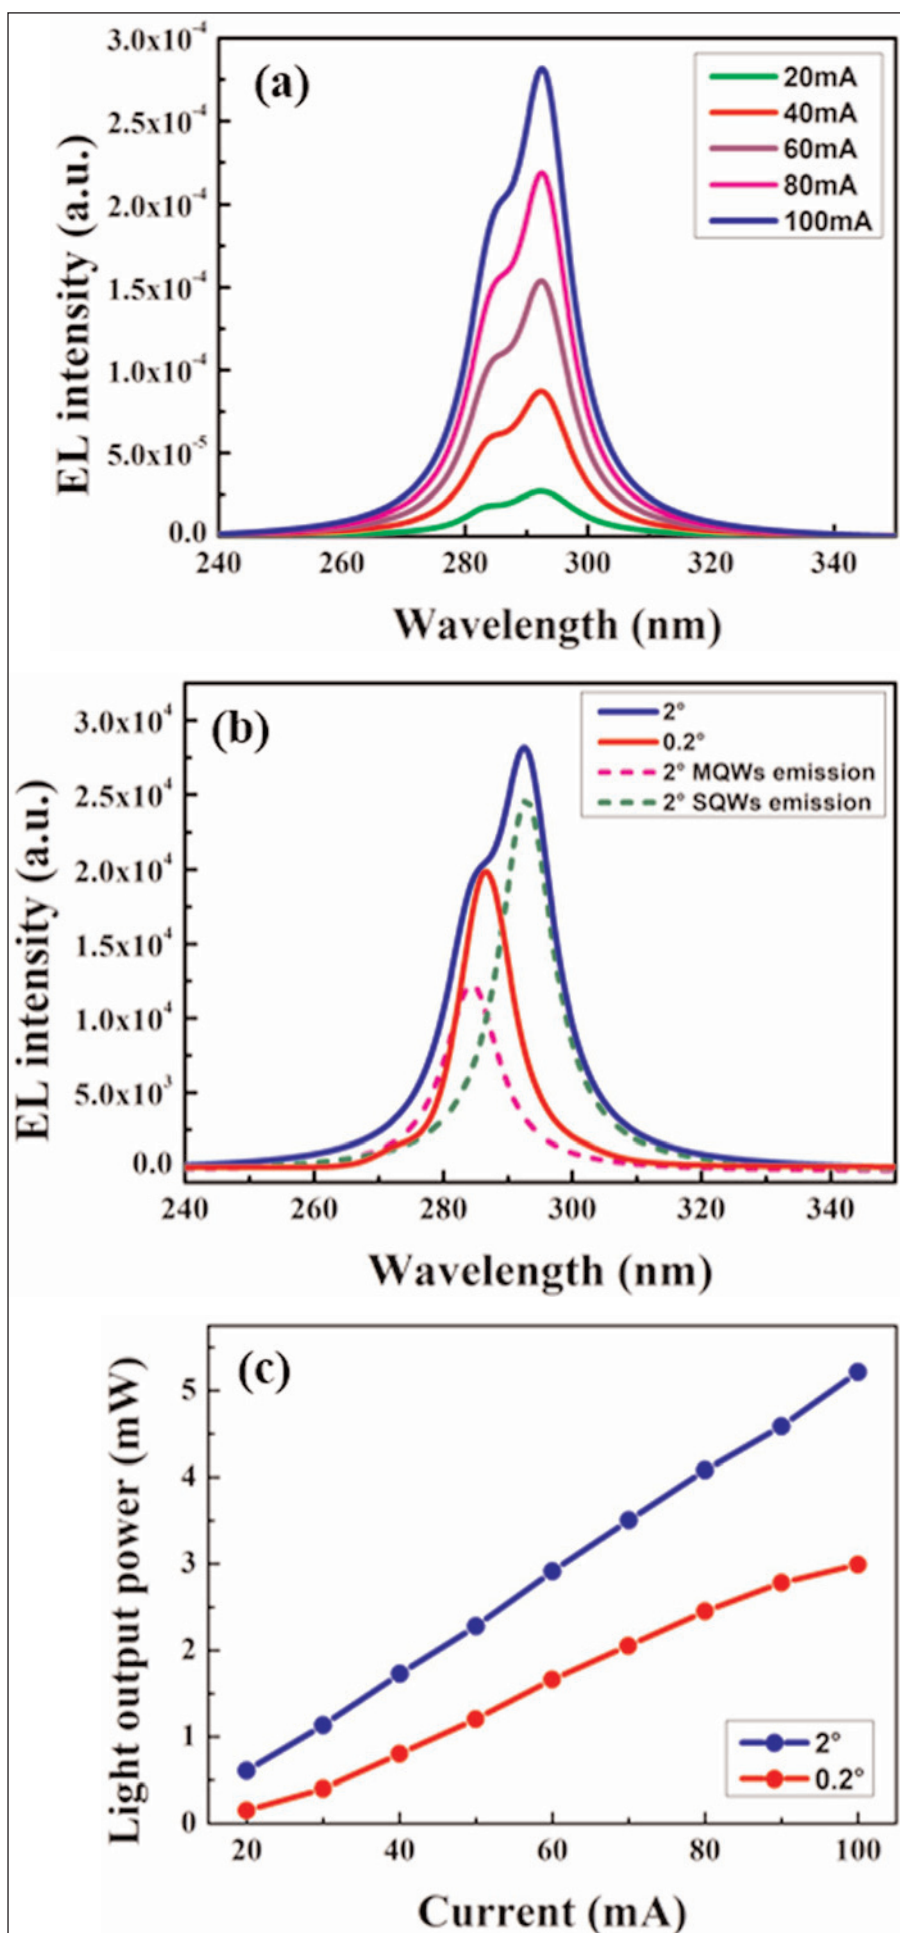 (a)
20mA
40mA
60mA
80mA
100mA
3.0x10⁻⁴
2.5x10⁻⁴
2.0x10⁻⁴
1.5x10⁻⁴
1.0x10⁻⁴
5.0x10⁻⁵
0.0
EL intensity (a.u.)
240 260 280 300 320 340
Wavelength (nm)
(b)
2°
0.2°
2° MQWs emission
2° SQWs emission
3.0x10⁴
2.5x10⁴
2.0x10⁴
1.5x10⁴
1.0x10⁴
5.0x10³
0.0
EL intensity (a.u.)
240 260 280 300 320 340
Wavelength (nm)
(c)
5
4
3
2
1
0
Light output power (mW)
2°
0.2°
20 40 60 80 100
Current (mA)